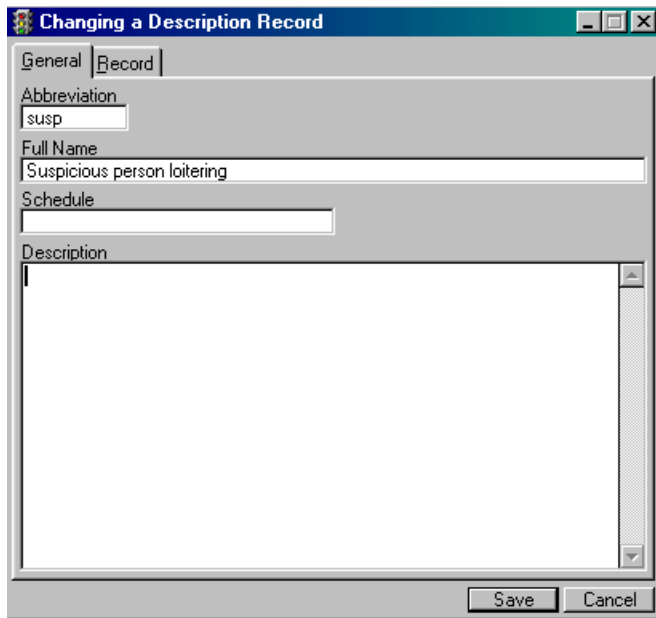 Changing a Description Record
General Record
Abbreviation
susp
Full Name
Suspicious person loitering
Schedule
Description
Save Cancel